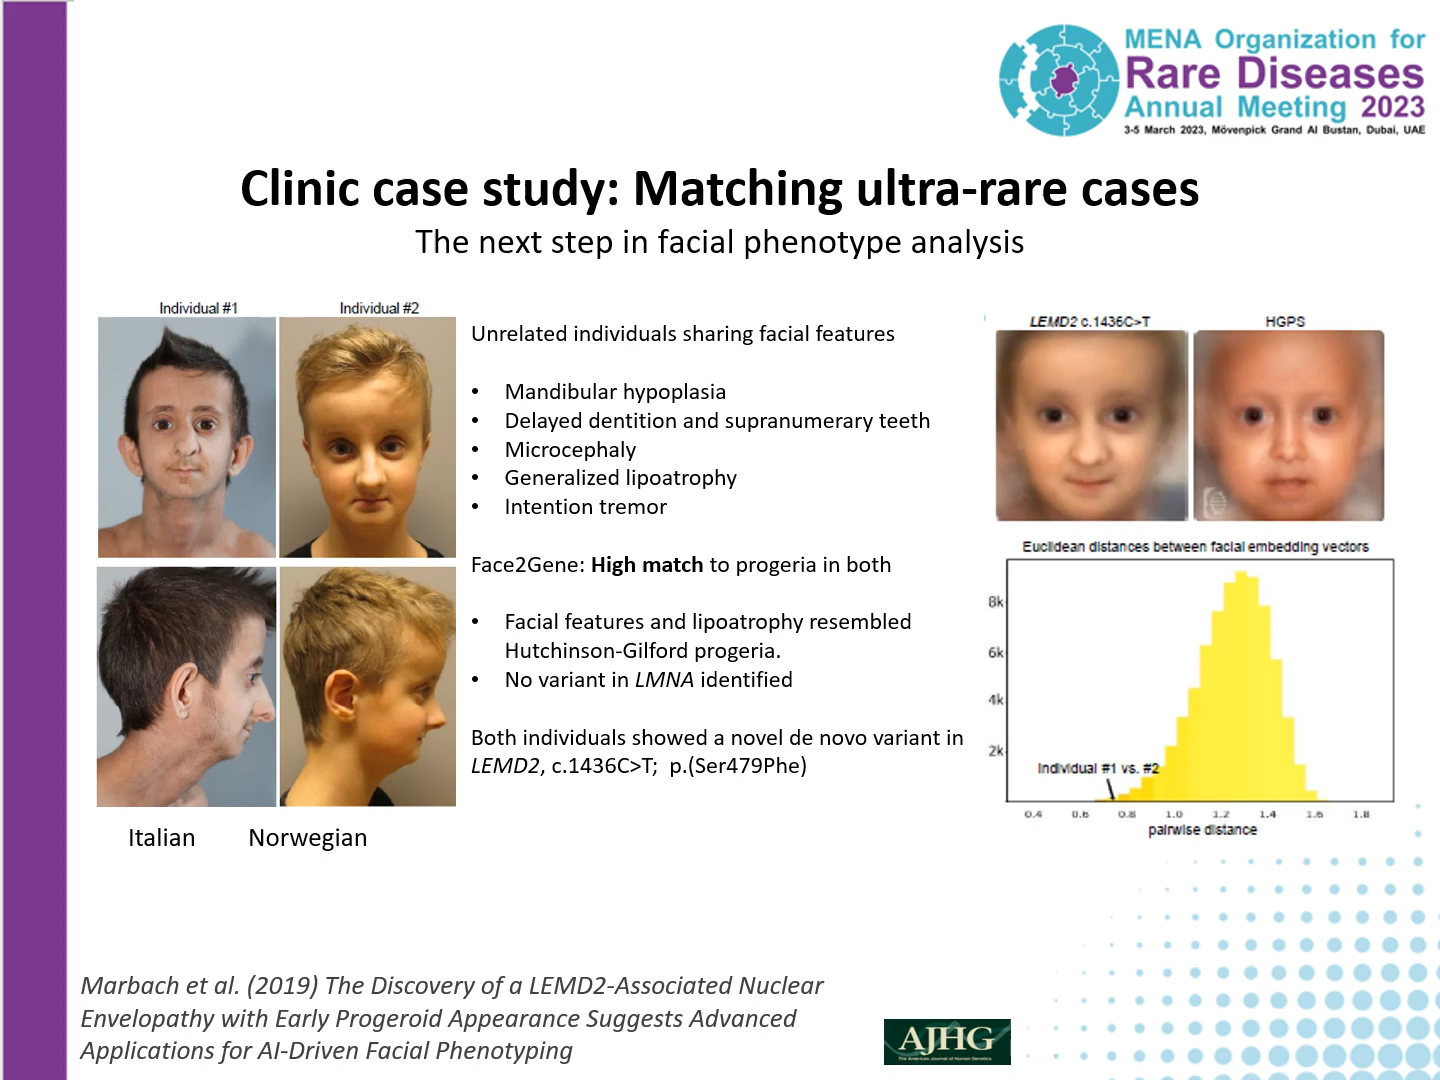 MENA Organization for
Rare Diseases
Annual Meeting 2023
3-5 March 2023, Mövenpick Grand Al Bustan, Dubai, UAE
Clinic case study: Matching ultra-rare cases
The next step in facial phenotype analysis
Individual #1
Individual #2
Italian
Norwegian
Unrelated individuals sharing facial features
• Mandibular hypoplasia
• Delayed dentition and supranumerary teeth
• Microcephaly
• Generalized lipoatrophy
• Intention tremor
Face2Gene: High match to progeria in both
• Facial features and lipoatrophy resembled
Hutchinson-Gilford progeria.
• No variant in LMNA identified
Both individuals showed a novel de novo variant in
LEMD2, c.1436C>T; p.(Ser479Phe)
LEMD2 c.1436C>T
HGPS
Euclidean distances between facial embedding vectors
8k
6k
4k
2k
Individual #1 vs. #2
0.4 0.6 0.8 1.0 1.2 1.4 1.6 1.8
pairwise distance
Marbach et al. (2019) The Discovery of a LEMD2-Associated Nuclear
Envelopathy with Early Progeroid Appearance Suggests Advanced
Applications for AI-Driven Facial Phenotyping
AJHG
The American Journal of Human Genetics